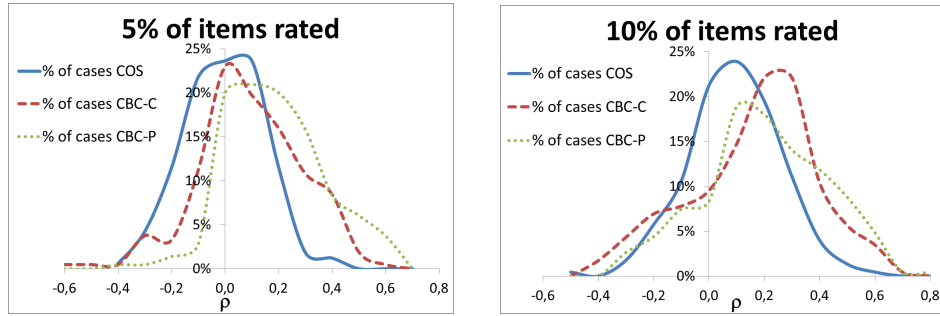 5% of items rated
25%
% of cases COS
20%
% of cases CBC-C
15%
% of cases CBC-P
10%
5%
0%
-0,6 -0,4 -0,2 0,0 0,2 0,4 0,6 0,8
ρ
10% of items rated
25%
% of cases COS
20%
% of cases CBC-C
15%
% of cases CBC-P
10%
5%
0%
-0,6 -0,4 -0,2 0,0 0,2 0,4 0,6 0,8
ρ